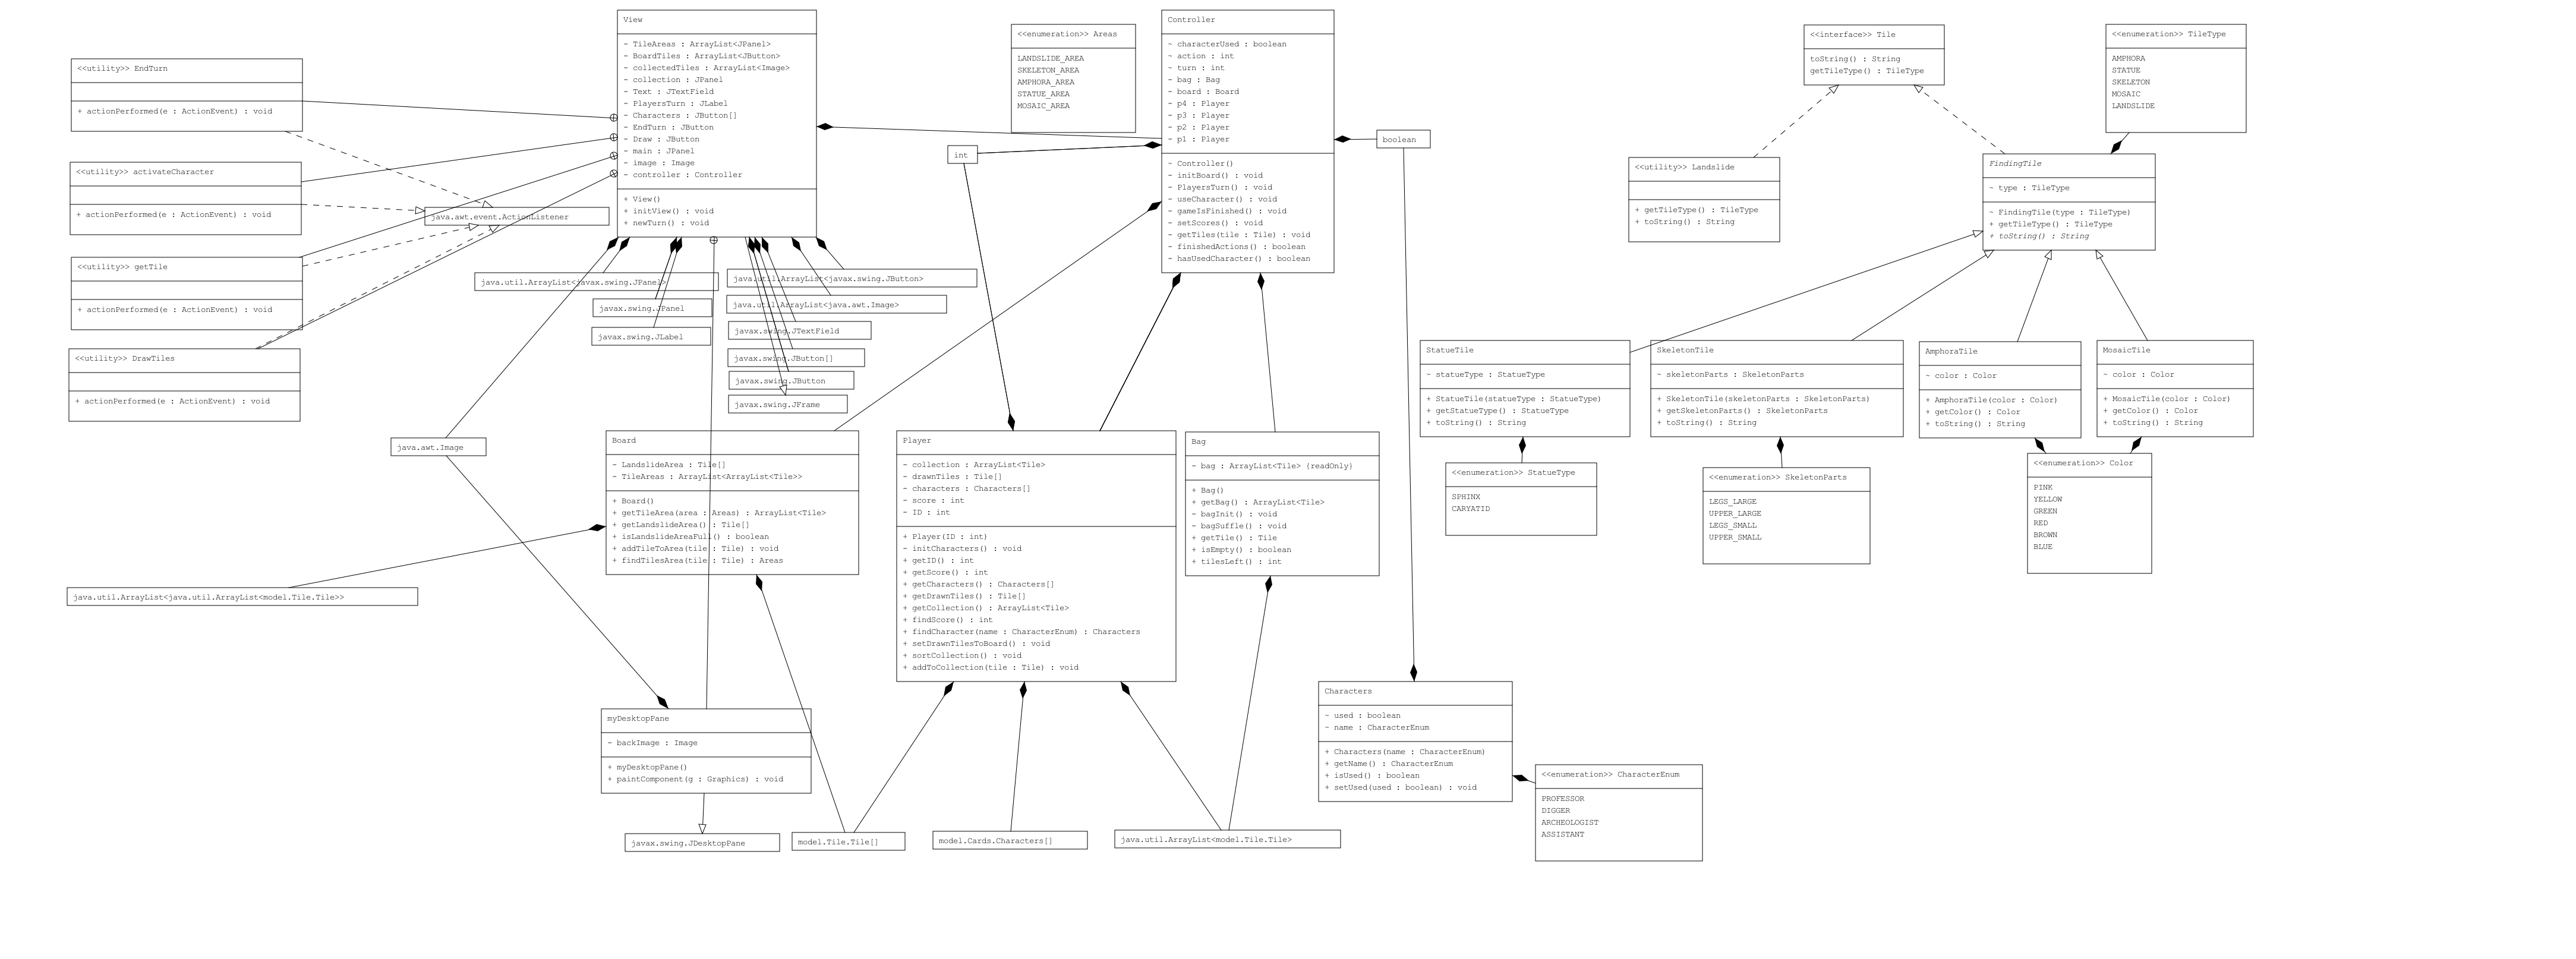 View
- TileAreas : ArrayList<JPanel>
- BoardTiles : ArrayList<JButton>
- collectedTiles : ArrayList<Image>
- collection : JPanel
- Text : JTextField
- PlayersTurn : JLabel
- Characters : JButton[]
- EndTurn : JButton
- Draw : JButton
- main : JPanel
- image : Image
- controller : Controller
+ View()
+ initView() : void
+ newTurn() : void
<<enumeration>> Areas
LANDSLIDE_AREA
SKELETON_AREA
AMPHORA_AREA
STATUE_AREA
MOSAIC_AREA
Controller
~ characterUsed : boolean
~ action : int
~ turn : int
- bag : Bag
- board : Board
- p4 : Player
- p3 : Player
- p2 : Player
- p1 : Player
~ Controller()
- initBoard() : void
- PlayersTurn() : void
- useCharacter() : void
- gameIsFinished() : void
- setScores() : void
- getTiles(tile : Tile) : void
- finishedActions() : boolean
- hasUsedCharacter() : boolean
<<interface>> Tile
toString() : String
getTileType() : TileType
<<enumeration>> TileType
AMPHORA
STATUE
SKELETON
MOSAIC
LANDSLIDE
<<utility>> EndTurn
+ actionPerformed(e : ActionEvent) : void
<<utility>> activateCharacter
+ actionPerformed(e : ActionEvent) : void
<<utility>> getTile
+ actionPerformed(e : ActionEvent) : void
<<utility>> DrawTiles
+ actionPerformed(e : ActionEvent) : void
java.awt.event.ActionListener
int
boolean
<<utility>> Landslide
+ getTileType() : TileType
+ toString() : String
FindingTile
~ type : TileType
~ FindingTile(type : TileType)
+ getTileType() : TileType
+ toString() : String
java.util.ArrayList<javax.swing.JPanel>
java.util.ArrayList<javax.swing.JButton>
javax.swing.JPanel
java.util.ArrayList<java.awt.Image>
javax.swing.JLabel
javax.swing.JTextField
javax.swing.JButton[]
javax.swing.JButton
javax.swing.JFrame
StatueTile
~ statueType : StatueType
+ StatueTile(statueType : StatueType)
+ getStatueType() : StatueType
+ toString() : String
SkeletonTile
~ skeletonParts : SkeletonParts
+ SkeletonTile(skeletonParts : SkeletonParts)
+ getSkeletonParts() : SkeletonParts
+ toString() : String
AmphoraTile
~ color : Color
+ AmphoraTile(color : Color)
+ getColor() : Color
+ toString() : String
MosaicTile
~ color : Color
+ MosaicTile(color : Color)
+ getColor() : Color
+ toString() : String
java.awt.Image
Board
- LandslideArea : Tile[]
- TileAreas : ArrayList<ArrayList<Tile>>
+ Board()
+ getTileArea(area : Areas) : ArrayList<Tile>
+ getLandslideArea() : Tile[]
+ isLandslideAreaFull() : boolean
+ addTileToArea(tile : Tile) : void
+ findTilesArea(tile : Tile) : Areas
Player
- collection : ArrayList<Tile>
- drawnTiles : Tile[]
- characters : Characters[]
- score : int
- ID : int
+ Player(ID : int)
- initCharacters() : void
+ getID() : int
+ getScore() : int
+ getCharacters() : Characters[]
+ getDrawnTiles() : Tile[]
+ getCollection() : ArrayList<Tile>
+ findScore() : int
+ findCharacter(name : CharacterEnum) : Characters
+ setDrawnTilesToBoard() : void
+ sortCollection() : void
+ addToCollection(tile : Tile) : void
Bag
- bag : ArrayList<Tile> {readOnly}
+ Bag()
+ getBag() : ArrayList<Tile>
- bagInit() : void
- bagSuffle() : void
+ getTile() : Tile
+ isEmpty() : boolean
+ tilesLeft() : int
<<enumeration>> StatueType
SPHINX
CARYATID
<<enumeration>> SkeletonParts
LEGS_LARGE
UPPER_LARGE
LEGS_SMALL
UPPER_SMALL
<<enumeration>> Color
PINK
YELLOW
GREEN
RED
BROWN
BLUE
java.util.ArrayList<java.util.ArrayList<model.Tile.Tile>>
myDesktopPane
- backImage : Image
+ myDesktopPane()
+ paintComponent(g : Graphics) : void
Characters
~ used : boolean
~ name : CharacterEnum
+ Characters(name : CharacterEnum)
+ getName() : CharacterEnum
+ isUsed() : boolean
+ setUsed(used : boolean) : void
<<enumeration>> CharacterEnum
PROFESSOR
DIGGER
ARCHEOLOGIST
ASSISTANT
javax.swing.JDesktopPane
model.Tile.Tile[]
model.Cards.Characters[]
java.util.ArrayList<model.Tile.Tile>